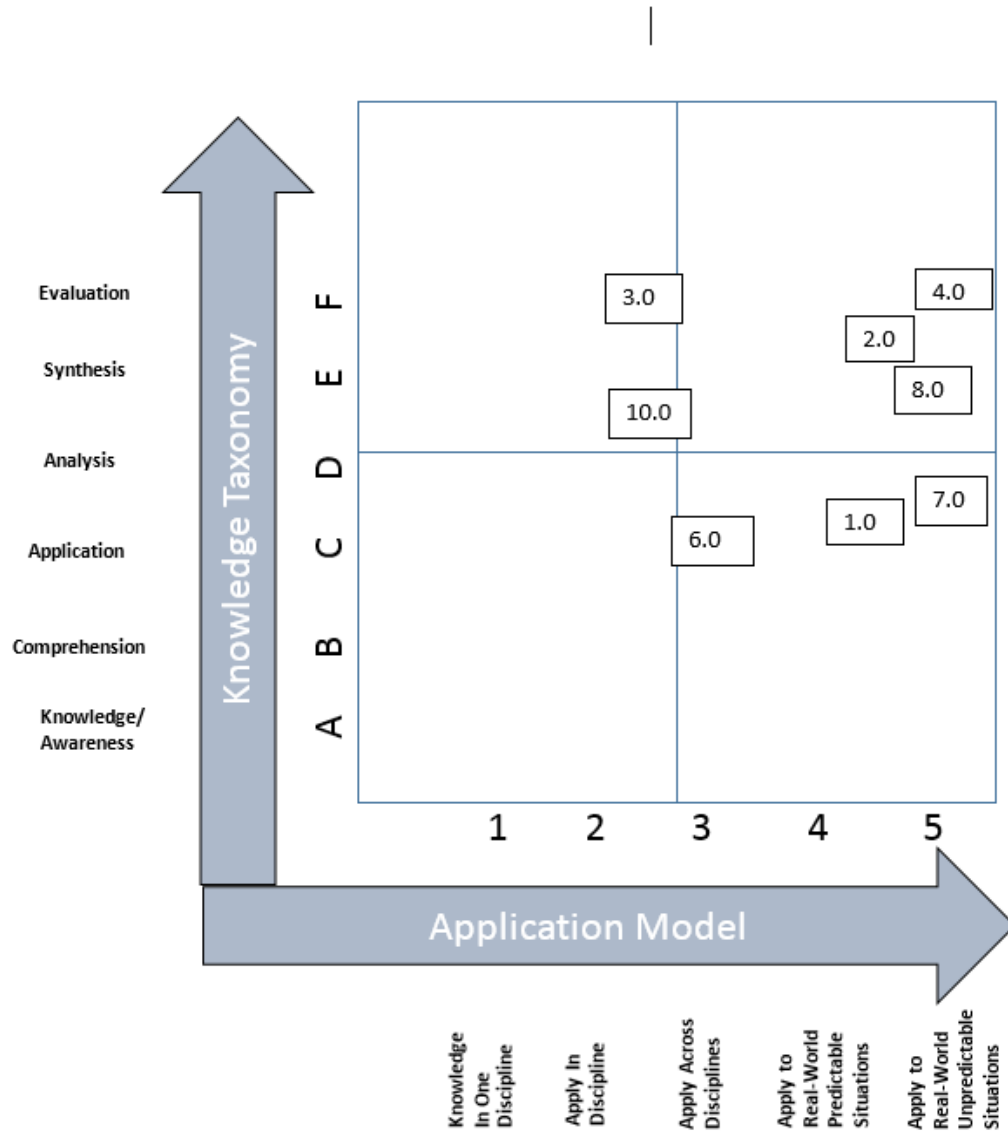 Evaluation
Synthesis
Analysis
Application
Comprehension
Knowledge/
Awareness
Knowledge Taxonomy
F
E
D
C
B
A
3.0
4.0
2.0
8.0
10.0
7.0
1.0
6.0
1 2 3 4 5
Application Model
Knowledge
In One
Discipline
Apply In
Discipline
Apply Across
Disciplines
Apply to
Real-World
Predictable
Situations
Apply to
Real-World
Unpredictable
Situations